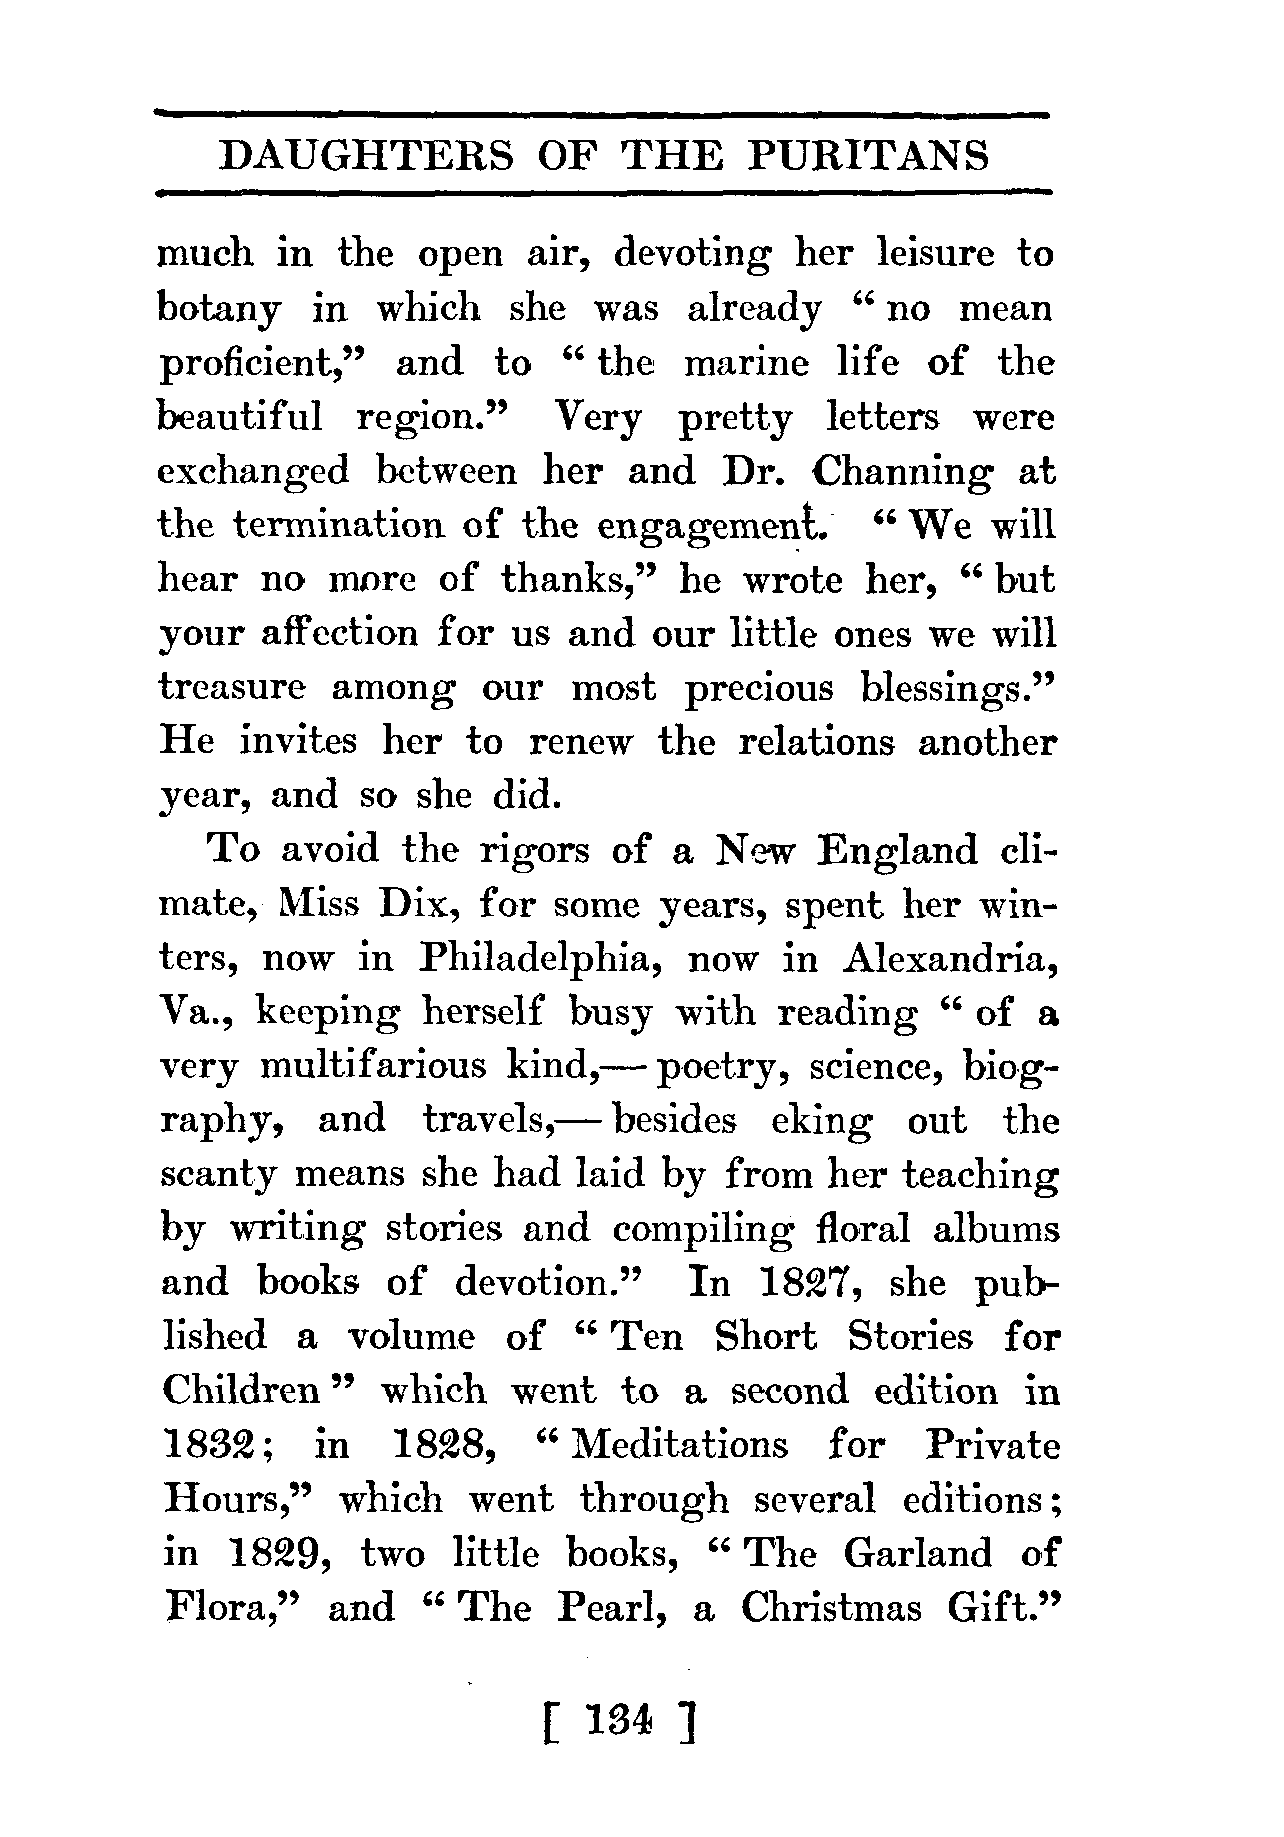 DAUGHTERS OF THE PURITANS
much in the open air, devoting her leisure to
botany in which she was already “ no mean
proficient,” and to “ the marine life of the
beautiful region.” Very pretty letters were
exchanged between her and Dr. Channing at
the termination of the engagement. “ We will
hear no more of thanks,” he wrote her, “ but
your affection for us and our little ones we will
treasure among our most precious blessings.”
He invites her to renew the relations another
year, and so she did.
To avoid the rigors of a New England cli-
mate, Miss Dix, for some years, spent her win-
ters, now in Philadelphia, now in Alexandria,
Va., keeping herself busy with reading “ of a
very multifarious kind,— poetry, science, biog-
raphy, and travels,— besides eking out the
scanty means she had laid by from her teaching
by writing stories and compiling floral albums
and books of devotion.” In 1827, she pub-
lished a volume of “ Ten Short Stories for
Children ” which went to a second edition in
1832; in 1828, “ Meditations for Private
Hours,” which went through several editions;
in 1829, two little books, “ The Garland of
Flora,” and “ The Pearl, a Christmas Gift.”
[ 134 ]